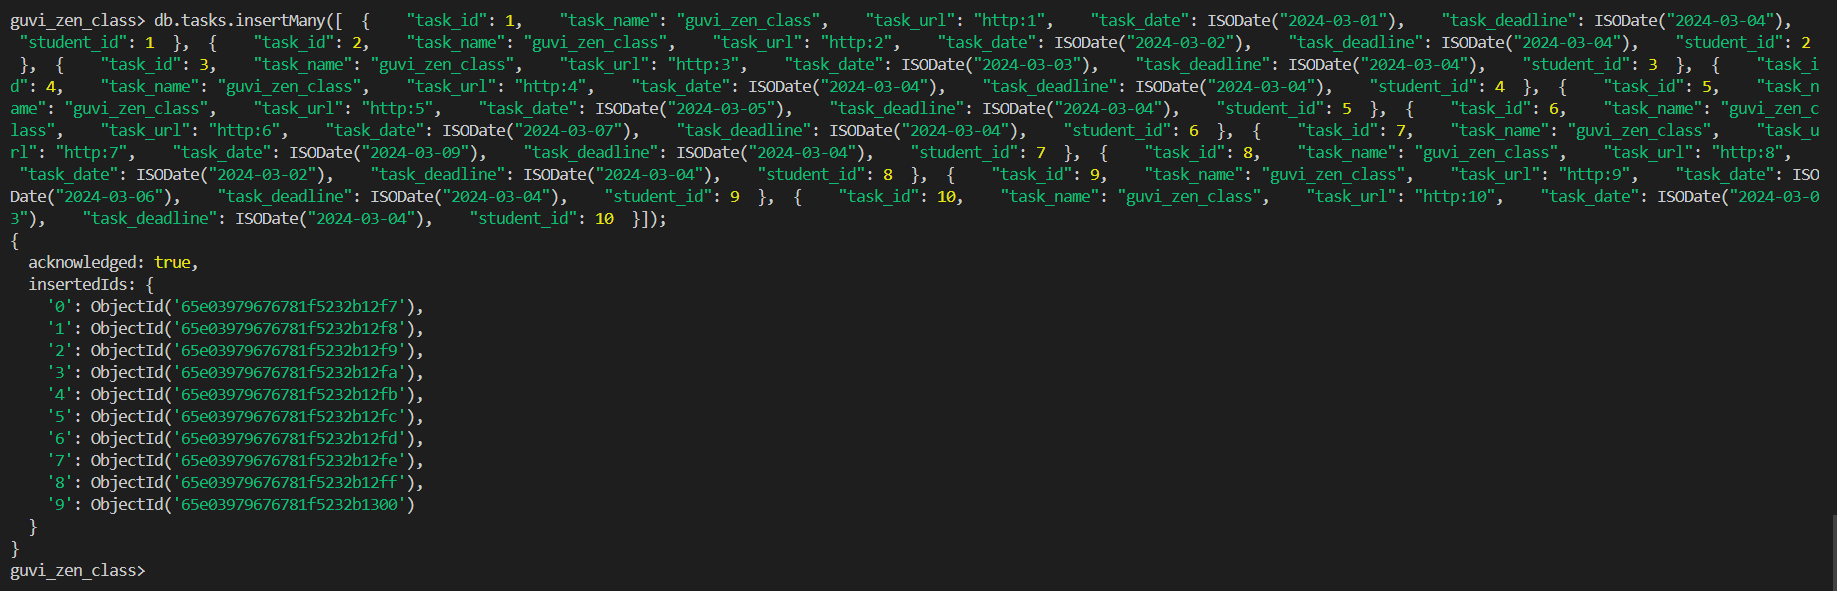 guvi_zen_class> db.tasks.insertMany([  {    "task_id": 1,    "task_name": "guvi_zen_class",    "task_url": "http:1",    "task_date": ISODate("2024-03-01"),    "task_deadline": ISODate("2024-03-04"),
 "student_id": 1  },  {    "task_id": 2,    "task_name": "guvi_zen_class",    "task_url": "http:2",    "task_date": ISODate("2024-03-02"),    "task_deadline": ISODate("2024-03-04"),    "student_id": 2
 },  {    "task_id": 3,    "task_name": "guvi_zen_class",    "task_url": "http:3",    "task_date": ISODate("2024-03-03"),    "task_deadline": ISODate("2024-03-04"),    "student_id": 3  },  {    "task_i
d": 4,    "task_name": "guvi_zen_class",    "task_url": "http:4",    "task_date": ISODate("2024-03-04"),    "task_deadline": ISODate("2024-03-04"),    "student_id": 4  },  {    "task_id": 5,    "task_n
ame": "guvi_zen_class",    "task_url": "http:5",    "task_date": ISODate("2024-03-05"),    "task_deadline": ISODate("2024-03-04"),    "student_id": 5  },  {    "task_id": 6,    "task_name": "guvi_zen_c
lass",    "task_url": "http:6",    "task_date": ISODate("2024-03-07"),    "task_deadline": ISODate("2024-03-04"),    "student_id": 6  },  {    "task_id": 7,    "task_name": "guvi_zen_class",    "task_u
rl": "http:7",    "task_date": ISODate("2024-03-09"),    "task_deadline": ISODate("2024-03-04"),    "student_id": 7  },  {    "task_id": 8,    "task_name": "guvi_zen_class",    "task_url": "http:8",
 "task_date": ISODate("2024-03-02"),    "task_deadline": ISODate("2024-03-04"),    "student_id": 8  },  {    "task_id": 9,    "task_name": "guvi_zen_class",    "task_url": "http:9",    "task_date": ISO
Date("2024-03-06"),    "task_deadline": ISODate("2024-03-04"),    "student_id": 9  },  {    "task_id": 10,    "task_name": "guvi_zen_class",    "task_url": "http:10",    "task_date": ISODate("2024-03-0
3"),    "task_deadline": ISODate("2024-03-04"),    "student_id": 10  }]);
{
  acknowledged: true,
  insertedIds: {
    '0': ObjectId('65e03979676781f5232b12f7'),
    '1': ObjectId('65e03979676781f5232b12f8'),
    '2': ObjectId('65e03979676781f5232b12f9'),
    '3': ObjectId('65e03979676781f5232b12fa'),
    '4': ObjectId('65e03979676781f5232b12fb'),
    '5': ObjectId('65e03979676781f5232b12fc'),
    '6': ObjectId('65e03979676781f5232b12fd'),
    '7': ObjectId('65e03979676781f5232b12fe'),
    '8': ObjectId('65e03979676781f5232b12ff'),
    '9': ObjectId('65e03979676781f5232b1300')
  }
}
guvi_zen_class>